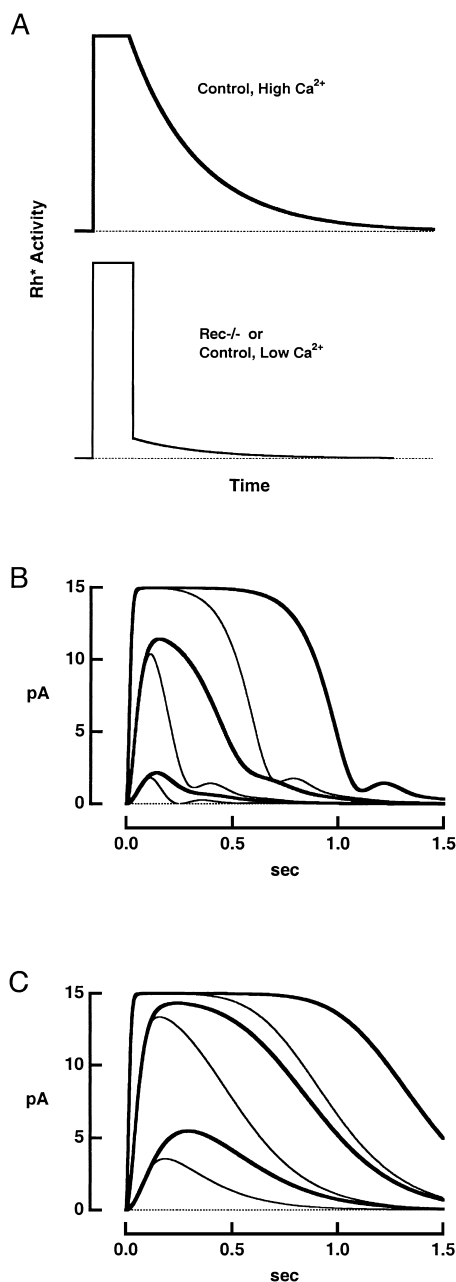 A
Control, High Ca2+
Rh* Activity
Rec-/- or
Control, Low Ca2+
Time
B
15
10
pA
5
0
0.0 0.5 1.0 1.5
sec
C
15
10
pA
5
0
0.0 0.5 1.0 1.5
sec